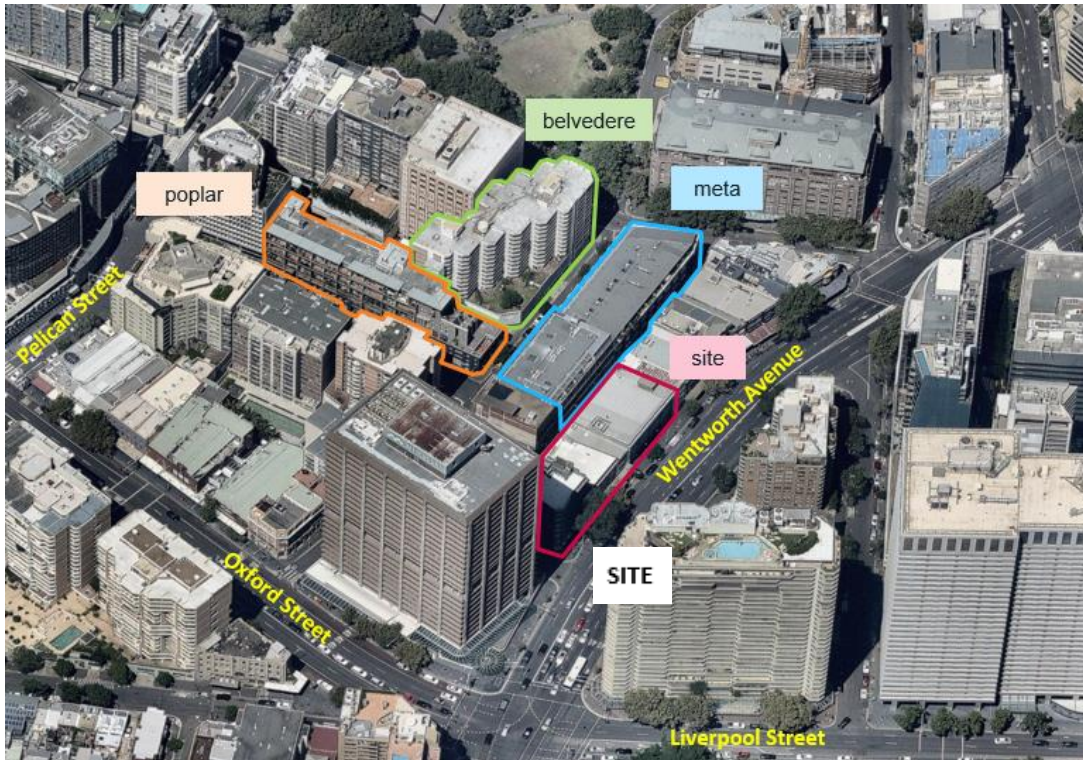 belvedere
poplar
meta
Pelican Street
site
Wentworth Avenue
SITE
Oxford Street
Liverpool Street